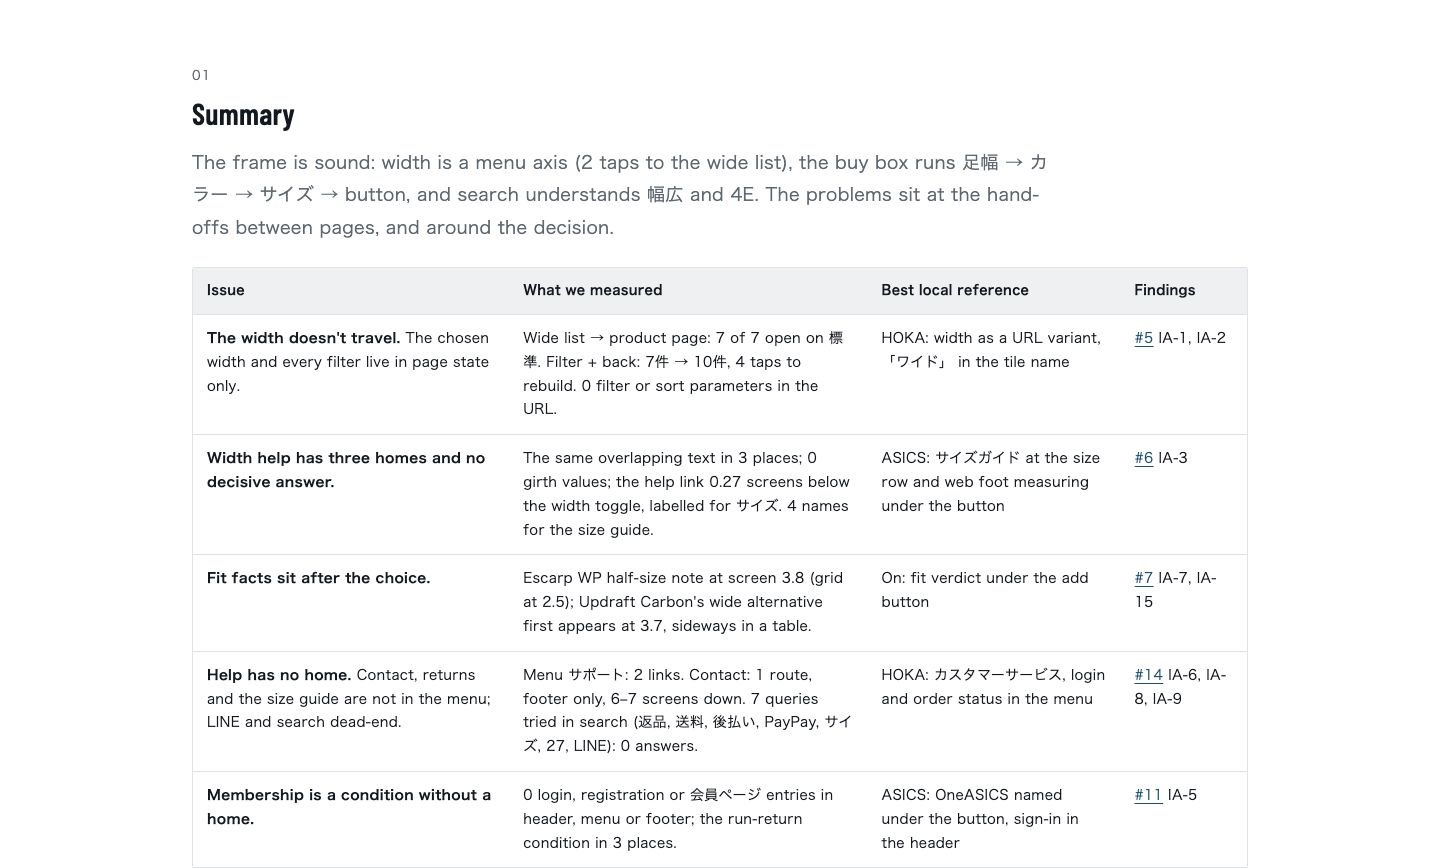 01
Summary
The frame is sound: width is a menu axis (2 taps to the wide list), the buy box runs 足幅 → カ
ラー → サイズ → button, and search understands 幅広 and 4E. The problems sit at the hand-
offs between pages, and around the decision.
Issue
What we measured
Best local reference
Findings
The width doesn't travel. The chosen
width and every filter live in page state
only.
Wide list → product page: 7 of 7 open on 標
準. Filter + back: 7件 → 10件, 4 taps to
rebuild. 0 filter or sort parameters in the
URL.
HOKA: width as a URL variant,
「ワイド」 in the tile name
#5 IA-1, IA-2
Width help has three homes and no
decisive answer.
The same overlapping text in 3 places; 0
girth values; the help link 0.27 screens below
the width toggle, labelled for サイズ. 4 names
for the size guide.
ASICS: サイズガイド at the size
row and web foot measuring
under the button
#6 IA-3
Fit facts sit after the choice.
Escarp WP half-size note at screen 3.8 (grid
at 2.5); Updraft Carbon's wide alternative
first appears at 3.7, sideways in a table.
On: fit verdict under the add
button
#7 IA-7, IA-
15
Help has no home. Contact, returns
and the size guide are not in the menu;
LINE and search dead-end.
Menu サポート: 2 links. Contact: 1 route,
footer only, 6–7 screens down. 7 queries
tried in search (返品, 送料, 後払い, PayPay, サイ
ズ, 27, LINE): 0 answers.
HOKA: カスタマーサービス, login
and order status in the menu
#14 IA-6, IA-
8, IA-9
Membership is a condition without a
home.
0 login, registration or 会員ページ entries in
header, menu or footer; the run-return
condition in 3 places.
ASICS: OneASICS named
under the button, sign-in in
the header
#11 IA-5